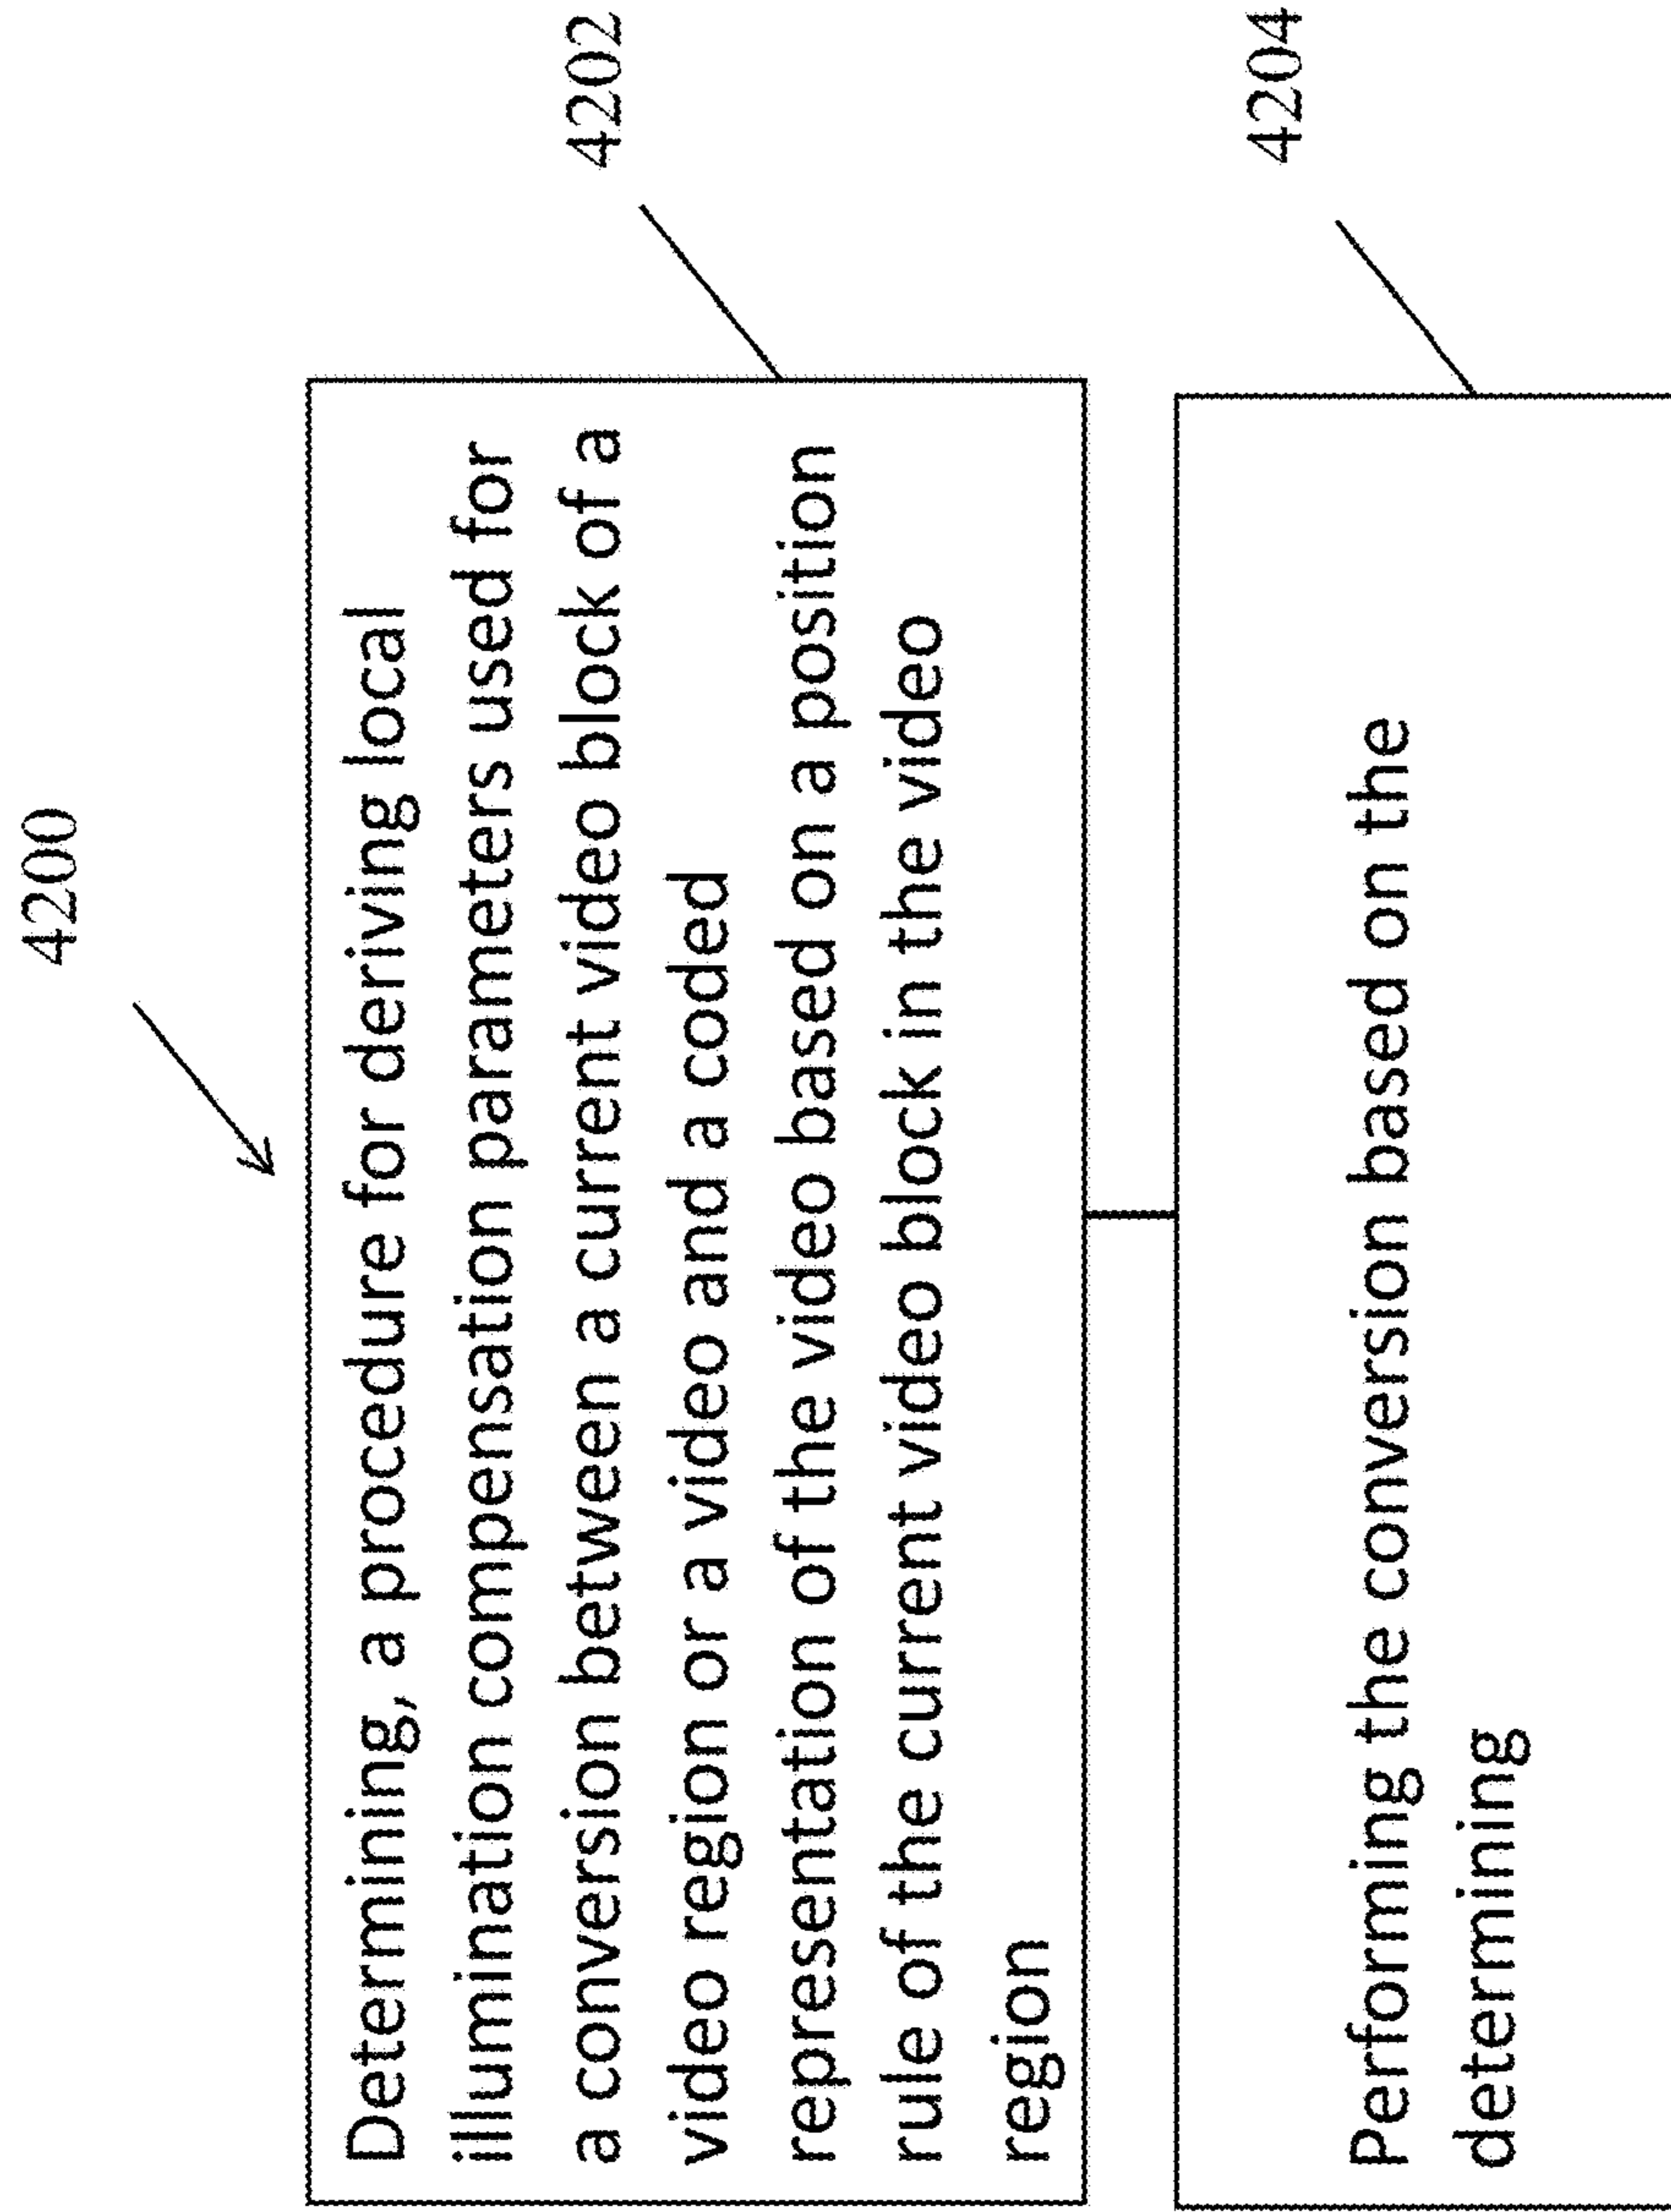 4200
Determining, a procedure for deriving local
illumination compensation parameters used for
a conversion between a current video block of a
video region or a video and a coded
representation of the video based on a position
rule of the current video block in the video
region
4202
Performing the conversion based on the
determining
4204